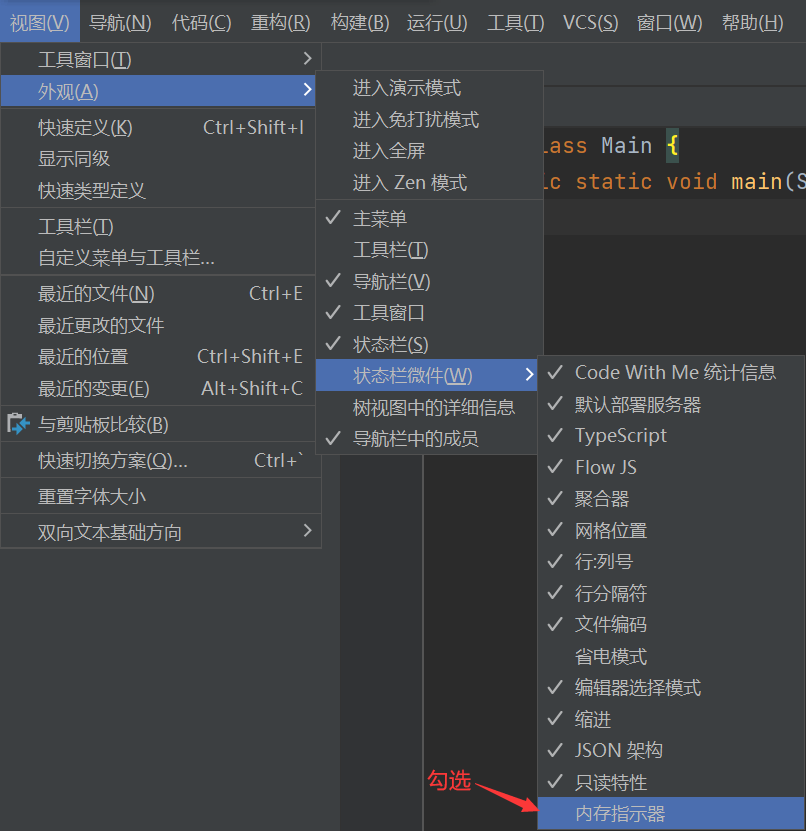 视图(V) 导航(N) 代码(C) 重构(R) 构建(B) 运行(U) 工具(T) VCS(S) 窗口(W) 帮助(H)
工具窗口(T)
外观(A)
快速定义(K) Ctrl+Shift+I
显示同级
快速类型定义
工具栏(T)
自定义菜单与工具栏...
最近的文件(N) Ctrl+E
最近更改的文件
最近的位置 Ctrl+Shift+E
最近的变更(E) Alt+Shift+C
与剪贴板比较(B)
快速切换方案(Q)... Ctrl+`
重置字体大小
双向文本基础方向
进入演示模式
进入免打扰模式
进入全屏
进入 Zen 模式
主菜单
工具栏(T)
导航栏(V)
工具窗口
状态栏(S)
状态栏微件(W)
树视图中的详细信息
导航栏中的成员
lass Main {
ic static void main(S
Code With Me 统计信息
默认部署服务器
TypeScript
Flow JS
聚合器
网格位置
行:列号
行分隔符
文件编码
省电模式
编辑器选择模式
缩进
JSON 架构
只读特性
勾选
内存指示器